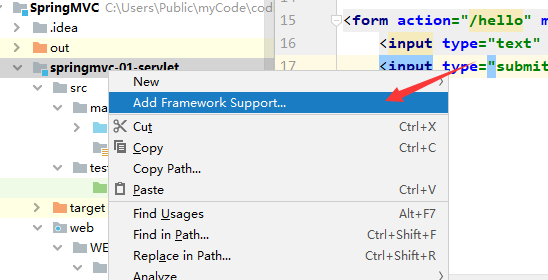 SpringMVC C:\Users\Public\myCode\cod
.idea
out
springmvc-01-servlet
src
ma
tes
target
web
WE
New
Add Framework Support...
Cut Ctrl+X
Copy Ctrl+C
Copy Path...
Paste Ctrl+V
Find Usages Alt+F7
Find in Path... Ctrl+Shift+F
Replace in Path... Ctrl+Shift+R
Analyze
15 <form action="/hello" m
16 <input type="text"
17 <input type="submit